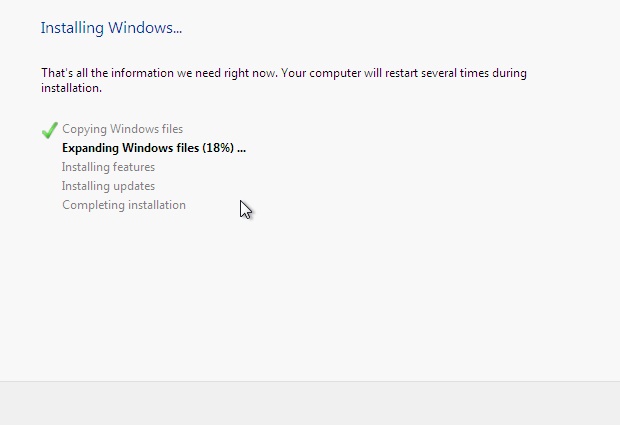 Installing Windows...
That's all the information we need right now. Your computer will restart several times during
installation.
Copying Windows files
Expanding Windows files (18%) ...
Installing features
Installing updates
Completing installation